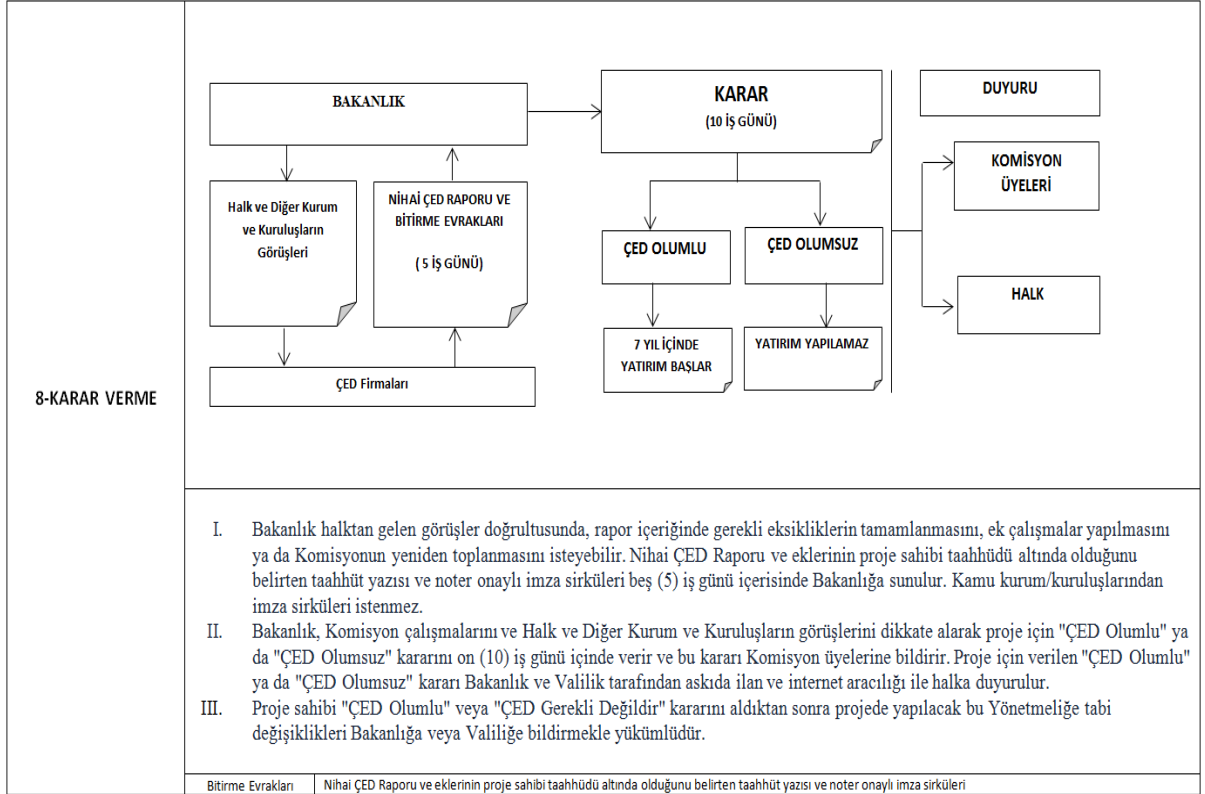 8-KARAR VERME
BAKANLIK
Halk ve Diğer Kurum
ve Kuruluşların
Görüşleri
NİHAİ ÇED RAPORU VE
BİTİRME EVRAKLARI
( 5 İŞ GÜNÜ)
ÇED Firmaları
KARAR
(10 İŞ GÜNÜ)
ÇED OLUMLU
ÇED OLUMSUZ
7 YIL İÇİNDE
YATIRIM BAŞLAR
YATIRIM YAPILAMAZ
DUYURU
KOMİSYON
ÜYELERİ
HALK
I. Bakanlık halktan gelen görüşler doğrultusunda, rapor içeriğinde gerekli eksikliklerin tamamlanmasını, ek çalışmalar yapılmasını
ya da Komisyonun yeniden toplanmasını isteyebilir. Nihai ÇED Raporu ve eklerinin proje sahibi taahhüdü altında olduğunu
belirten taahhüt yazısı ve noter onaylı imza sirküleri beş (5) iş günü içerisinde Bakanlığa sunulur. Kamu kurum/kuruluşlarından
imza sirküleri istenmez.
II. Bakanlık, Komisyon çalışmalarını ve Halk ve Diğer Kurum ve Kuruluşların görüşlerini dikkate alarak proje için "ÇED Olumlu" ya
da "ÇED Olumsuz" kararını on (10) iş günü içinde verir ve bu kararı Komisyon üyelerine bildirir. Proje için verilen "ÇED Olumlu"
ya da "ÇED Olumsuz" kararı Bakanlık ve Valilik tarafından askıda ilan ve internet aracılığı ile halka duyurulur.
III. Proje sahibi "ÇED Olumlu" veya "ÇED Gerekli Değildir" kararını aldıktan sonra projede yapılacak bu Yönetmeliğe tabi
değişiklikleri Bakanlığa veya Valiliğe bildirmekle yükümlüdür.
Bitirme Evrakları Nihai ÇED Raporu ve eklerinin proje sahibi taahhüdü altında olduğunu belirten taahhüt yazısı ve noter onaylı imza sirküleri